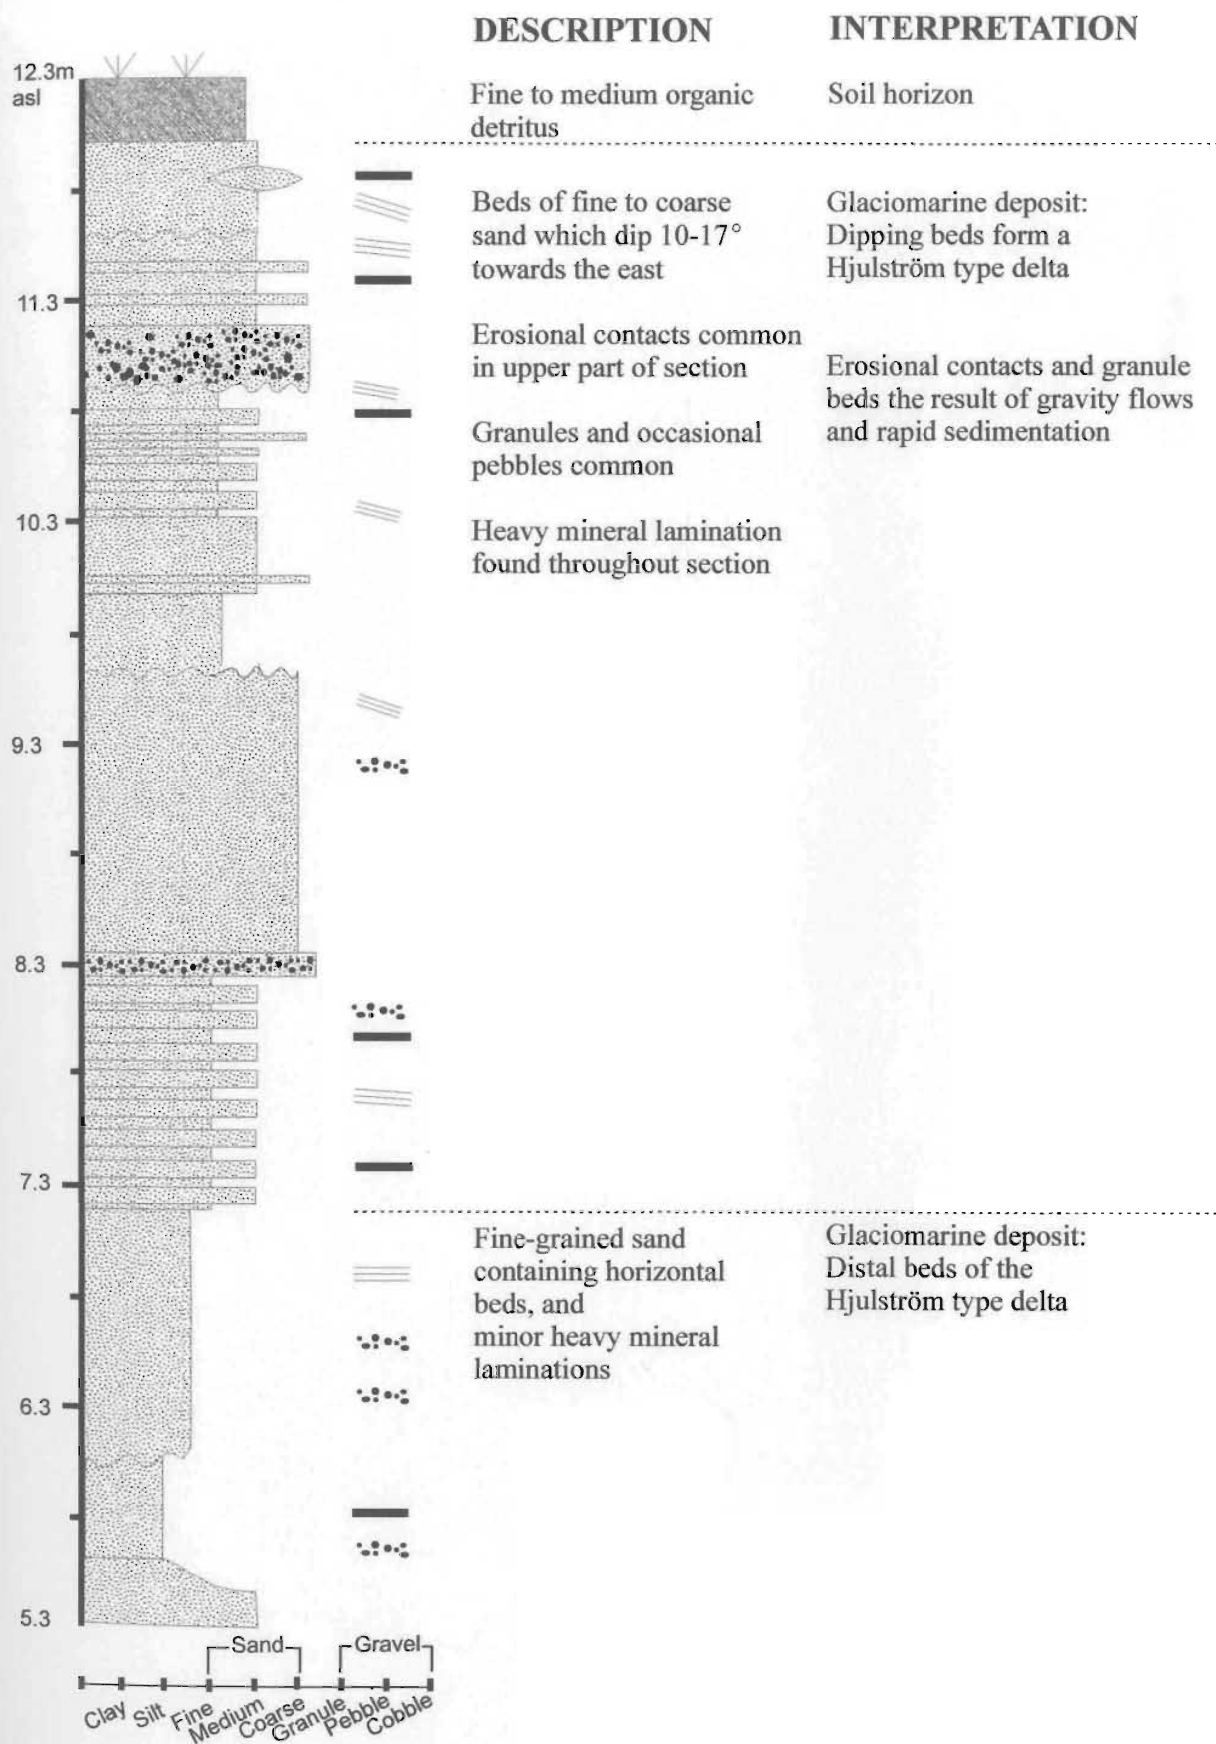 DESCRIPTION
INTERPRETATION
12.3m
asl
Fine to medium organic
detritus
Soil horizon
Beds of fine to coarse
sand which dip 10-17°
towards the east
Glaciomarine deposit:
Dipping beds form a
Hjulström type delta
11.3
Erosional contacts common
in upper part of section
Erosional contacts and granule
beds the result of gravity flows
and rapid sedimentation
Granules and occasional
pebbles common
10.3
Heavy mineral lamination
found throughout section
9.3
8.3
7.3
Fine-grained sand
containing horizontal
beds, and
minor heavy mineral
laminations
Glaciomarine deposit:
Distal beds of the
Hjulström type delta
6.3
5.3
Sand
Gravel
Clay
Silt
Fine
Medium
Coarse
Granule
Pebble
Cobble